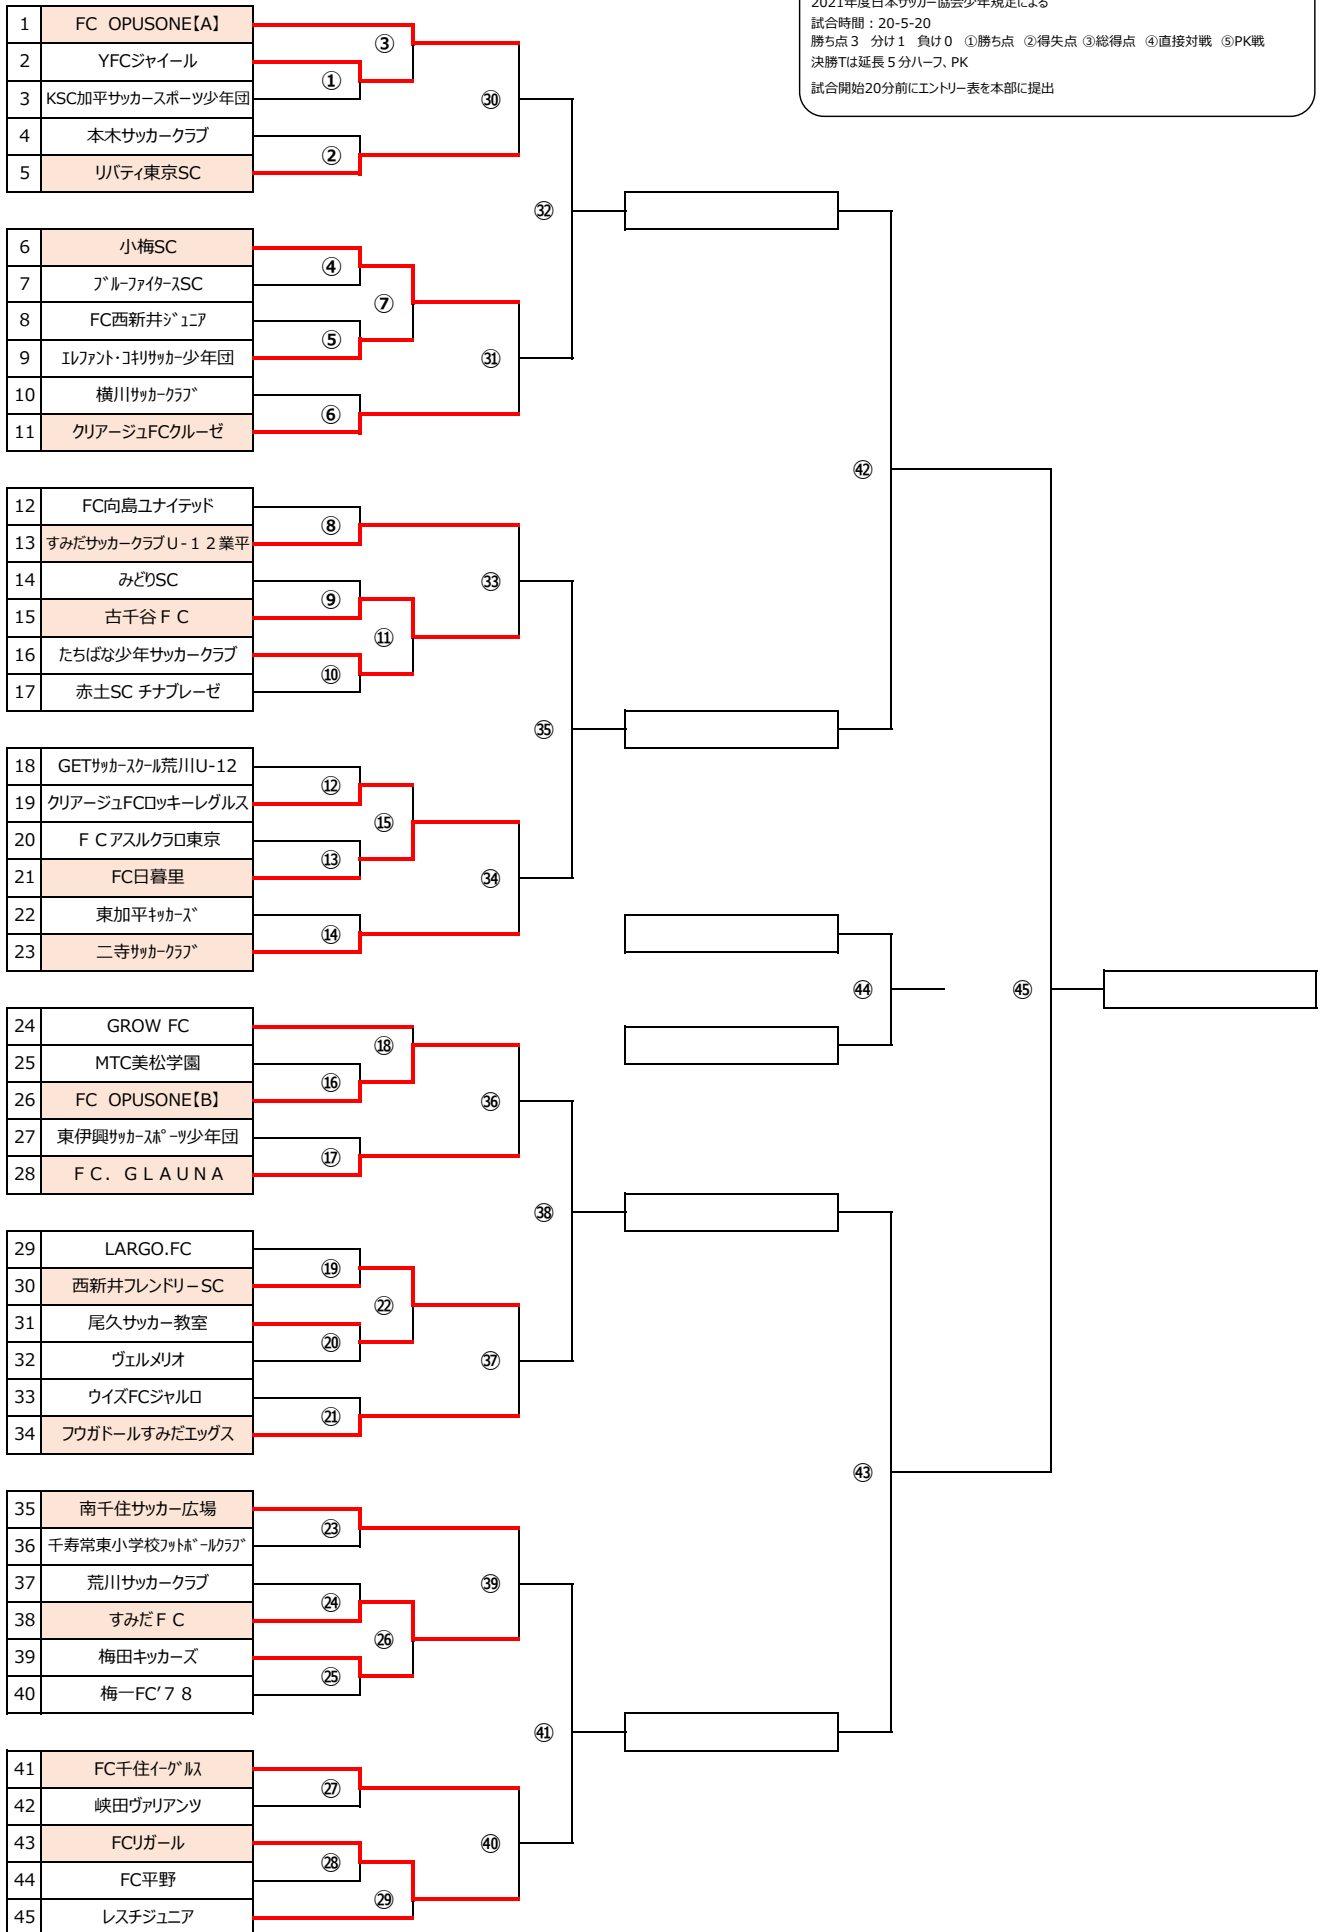 2021年度日本サッカー協会少年規定による
試合時間：20-5-20
勝ち点３ 分け１ 負け０ ①勝ち点 ②得失点 ③総得点 ④直接対戦 ⑤PK戦
決勝Tは延長５分ハーフ、PK
試合開始20分前にエントリー表を本部に提出
1 FC OPUSONE【A】
③
2 YFCジャイール
①
3 KSC加平サッカースポーツ少年団
㉚
4 本木サッカークラブ
②
5 リバティ東京SC
㉜
6 小梅SC
④
7 ﾌﾞﾙｰﾌｧｲﾀｰｽSC
⑦
8 FC西新井ｼﾞｭﾆｱ
⑤
9 ｴﾚﾌｧﾝﾄ・ｺｷﾘｻｯｶｰ少年団
㉛
10 横川ｻｯｶｰｸﾗﾌﾞ
⑥
11 クリアージュFCクルーゼ
㊷
12 FC向島ユナイテッド
⑧
13 すみだサッカークラブＵ-１２業平
14 みどりSC
㉝
⑨
15 古千谷ＦＣ
⑪
16 たちばな少年サッカークラブ
⑩
17 赤土SC チナブレーゼ
㉟
18 GETｻｯｶｰｽｸｰﾙ荒川U-12
⑫
19 クリアージュFCロッキーレグルス
⑮
20 ＦＣアスルクラロ東京
⑬
21 FC日暮里
㉞
22 東加平ｷｯｶｰｽﾞ
⑭
23 二寺ｻｯｶｰｸﾗﾌﾞ
㊹
㊺
24 GROW FC
⑱
25 MTC美松学園
⑯
26 FC OPUSONE【B】
㊱
27 東伊興ｻｯｶｰｽﾎﾟｰﾂ少年団
⑰
28 ＦＣ．ＧＬＡＵＮＡ
㊳
29 LARGO.FC
⑲
30 西新井フレンドリーSC
㉒
31 尾久サッカー教室
⑳
32 ヴェルメリオ
㊲
33 ウイズFCジャルロ
㉑
34 フウガドールすみだエッグス
㊸
35 南千住サッカー広場
㉓
36 千寿常東小学校ﾌｯﾄﾎﾞｰﾙｸﾗﾌﾞ
37 荒川サッカークラブ
㊴
㉔
38 すみだＦＣ
㉖
39 梅田キッカーズ
㉕
40 梅一FC’７８
㊶
41 FC千住ｲｰｸﾞﾙｽ
㉗
42 峡田ヴァリアンツ
43 FCリガール
㊵
㉘
44 FC平野
㉙
45 レスチジュニア